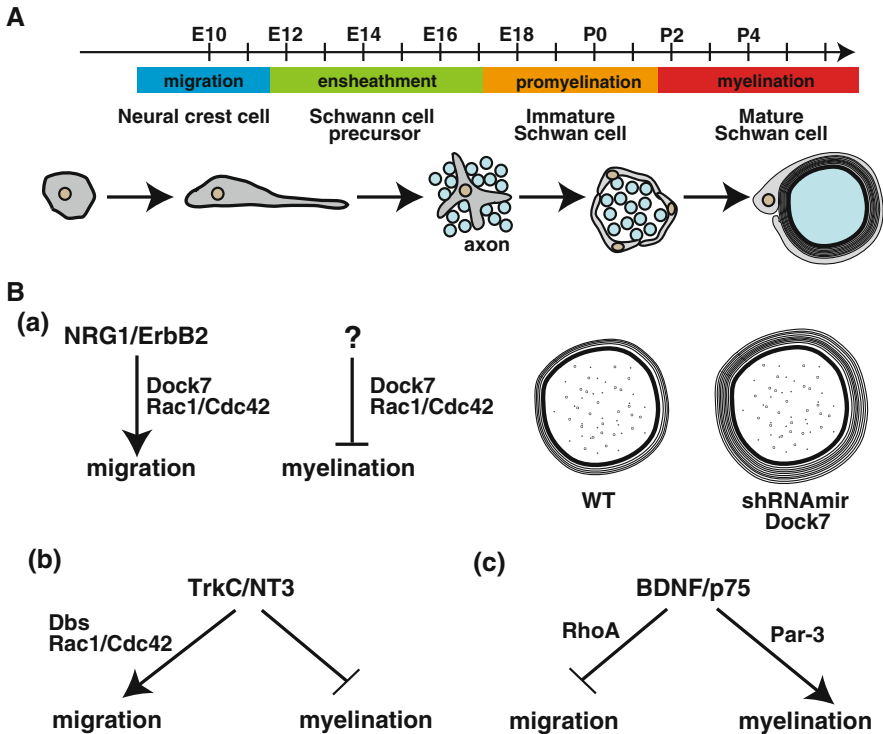 A
E10 E12 E14 E16 E18 P0 P2 P4
migration ensheathment promyelination myelination
Neural crest cell
Schwann cell
precursor
Immature
Schwan cell
Mature
Schwan cell
axon
B
(a)
NRG1/ErbB2
Dock7
Rac1/Cdc42
migration
?
Dock7
Rac1/Cdc42
myelination
WT
shRNAmir
Dock7
(b)
TrkC/NT3
Dbs
Rac1/Cdc42
migration
myelination
(c)
BDNF/p75
RhoA
Par-3
migration
myelination